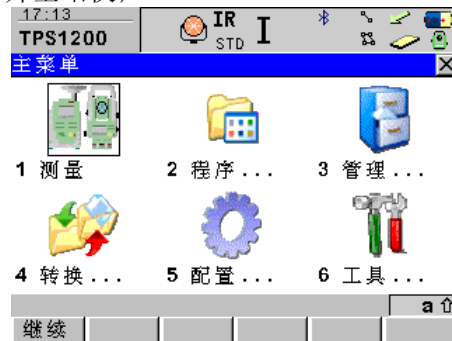 17:13
TPS1200
IR
STD
I
主菜单
1 测量
2 程序...
3 管理...
4 转换...
5 配置...
6 工具...
a
继续